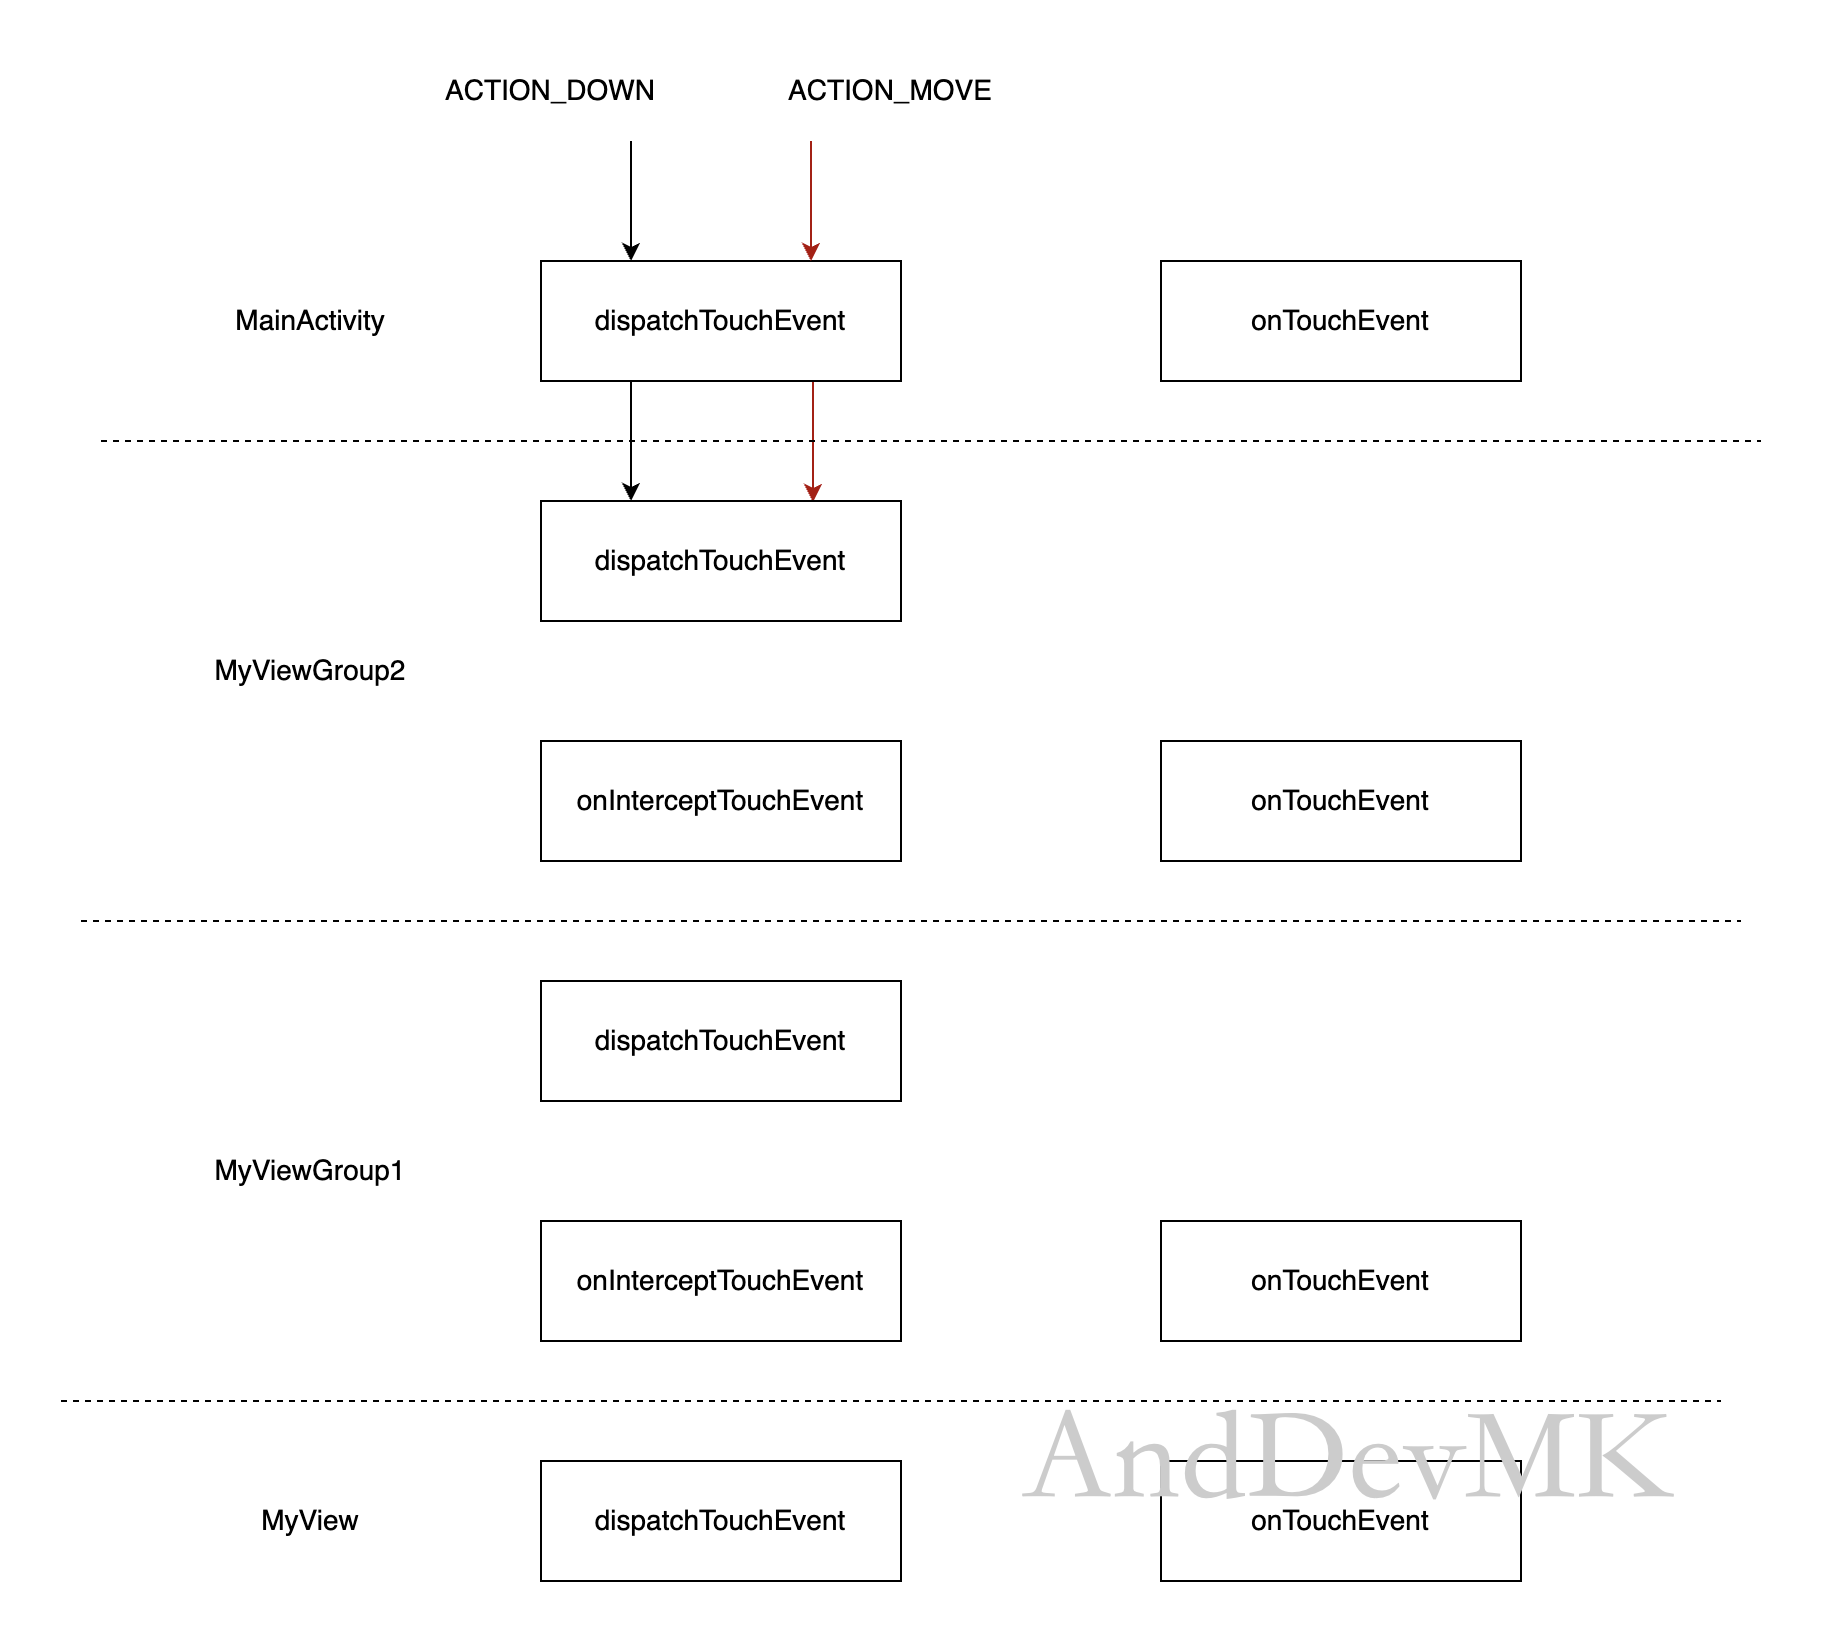 ACTION_DOWN ACTION_MOVE
MainActivity dispatchTouchEvent onTouchEvent
dispatchTouchEvent
MyViewGroup2
onInterceptTouchEvent onTouchEvent
dispatchTouchEvent
MyViewGroup1
onInterceptTouchEvent onTouchEvent
AndDevMK
MyView dispatchTouchEvent onTouchEvent